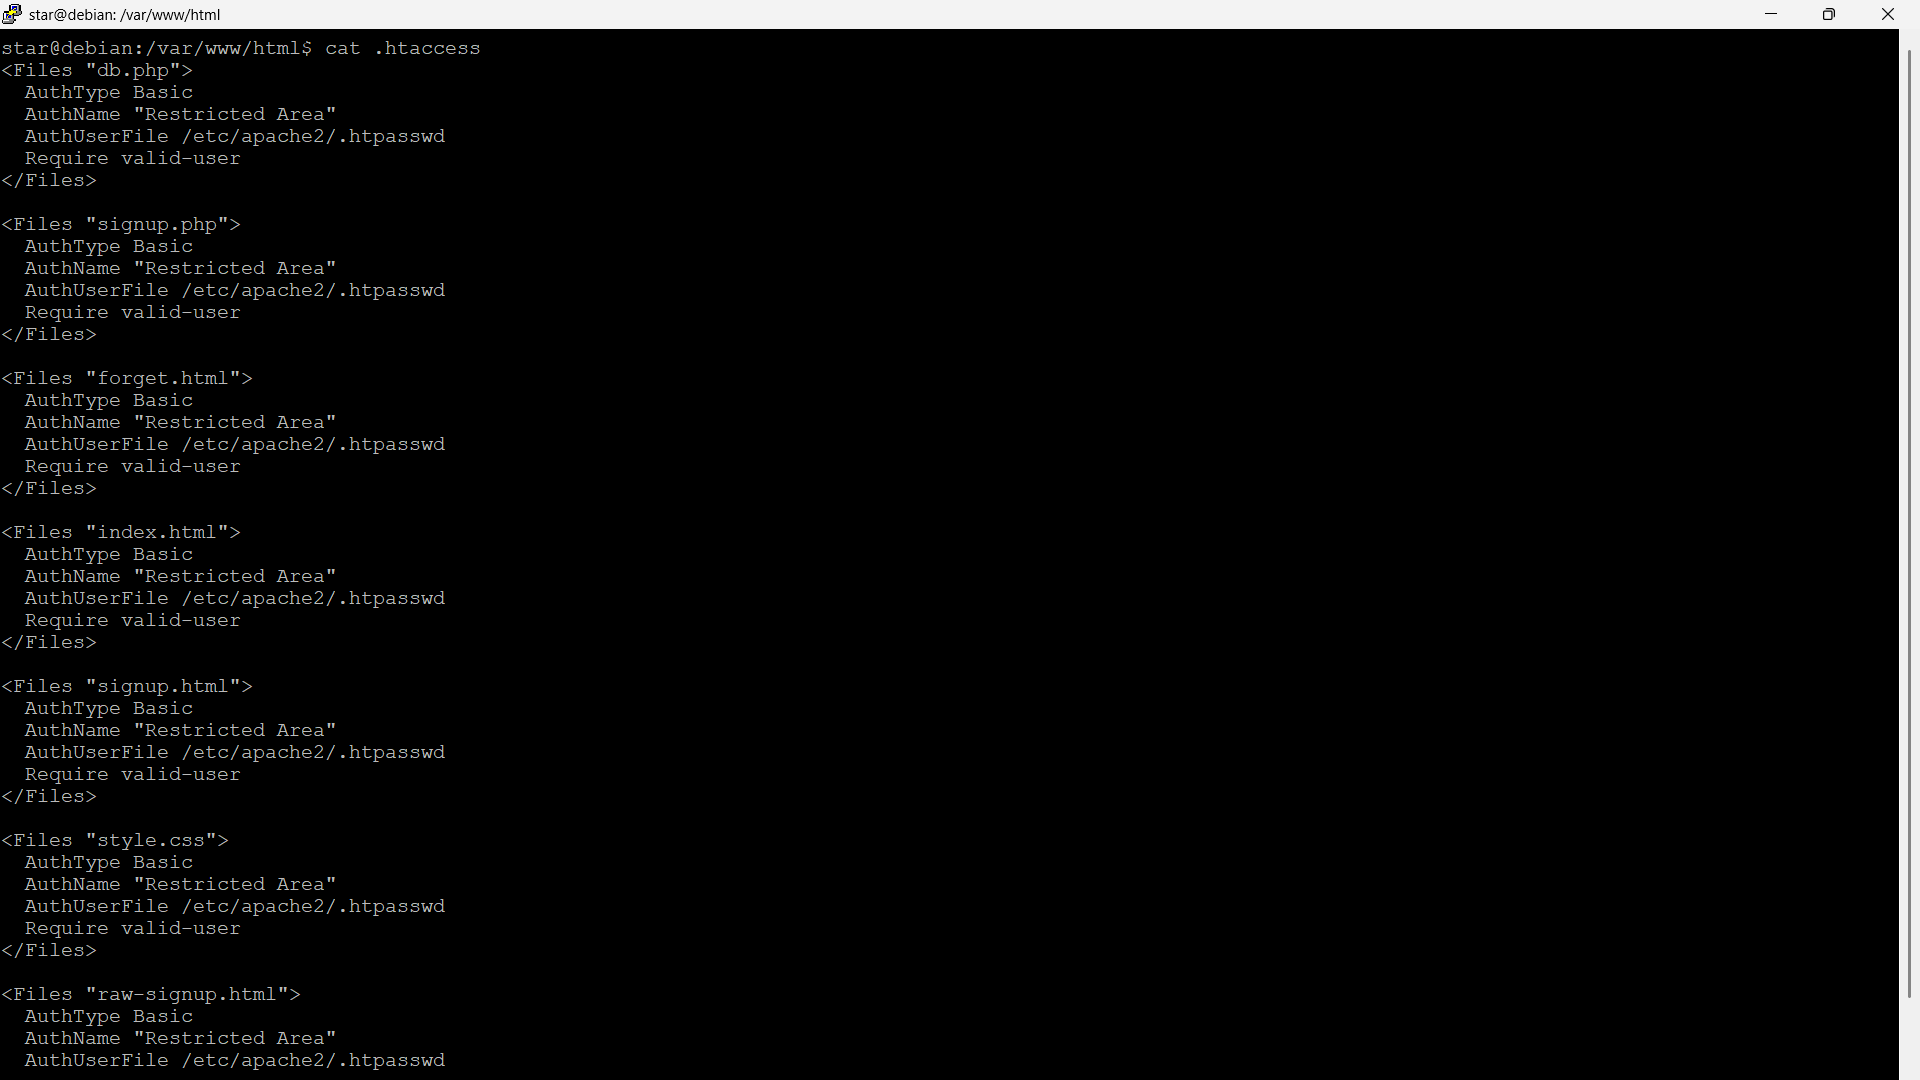 star@debian: /var/www/html
star@debian:/var/www/html$ cat .htaccess
<Files "db.php">
  AuthType Basic
  AuthName "Restricted Area"
  AuthUserFile /etc/apache2/.htpasswd
  Require valid-user
</Files>

<Files "signup.php">
  AuthType Basic
  AuthName "Restricted Area"
  AuthUserFile /etc/apache2/.htpasswd
  Require valid-user
</Files>

<Files "forget.html">
  AuthType Basic
  AuthName "Restricted Area"
  AuthUserFile /etc/apache2/.htpasswd
  Require valid-user
</Files>

<Files "index.html">
  AuthType Basic
  AuthName "Restricted Area"
  AuthUserFile /etc/apache2/.htpasswd
  Require valid-user
</Files>

<Files "signup.html">
  AuthType Basic
  AuthName "Restricted Area"
  AuthUserFile /etc/apache2/.htpasswd
  Require valid-user
</Files>

<Files "style.css">
  AuthType Basic
  AuthName "Restricted Area"
  AuthUserFile /etc/apache2/.htpasswd
  Require valid-user
</Files>

<Files "raw-signup.html">
  AuthType Basic
  AuthName "Restricted Area"
  AuthUserFile /etc/apache2/.htpasswd